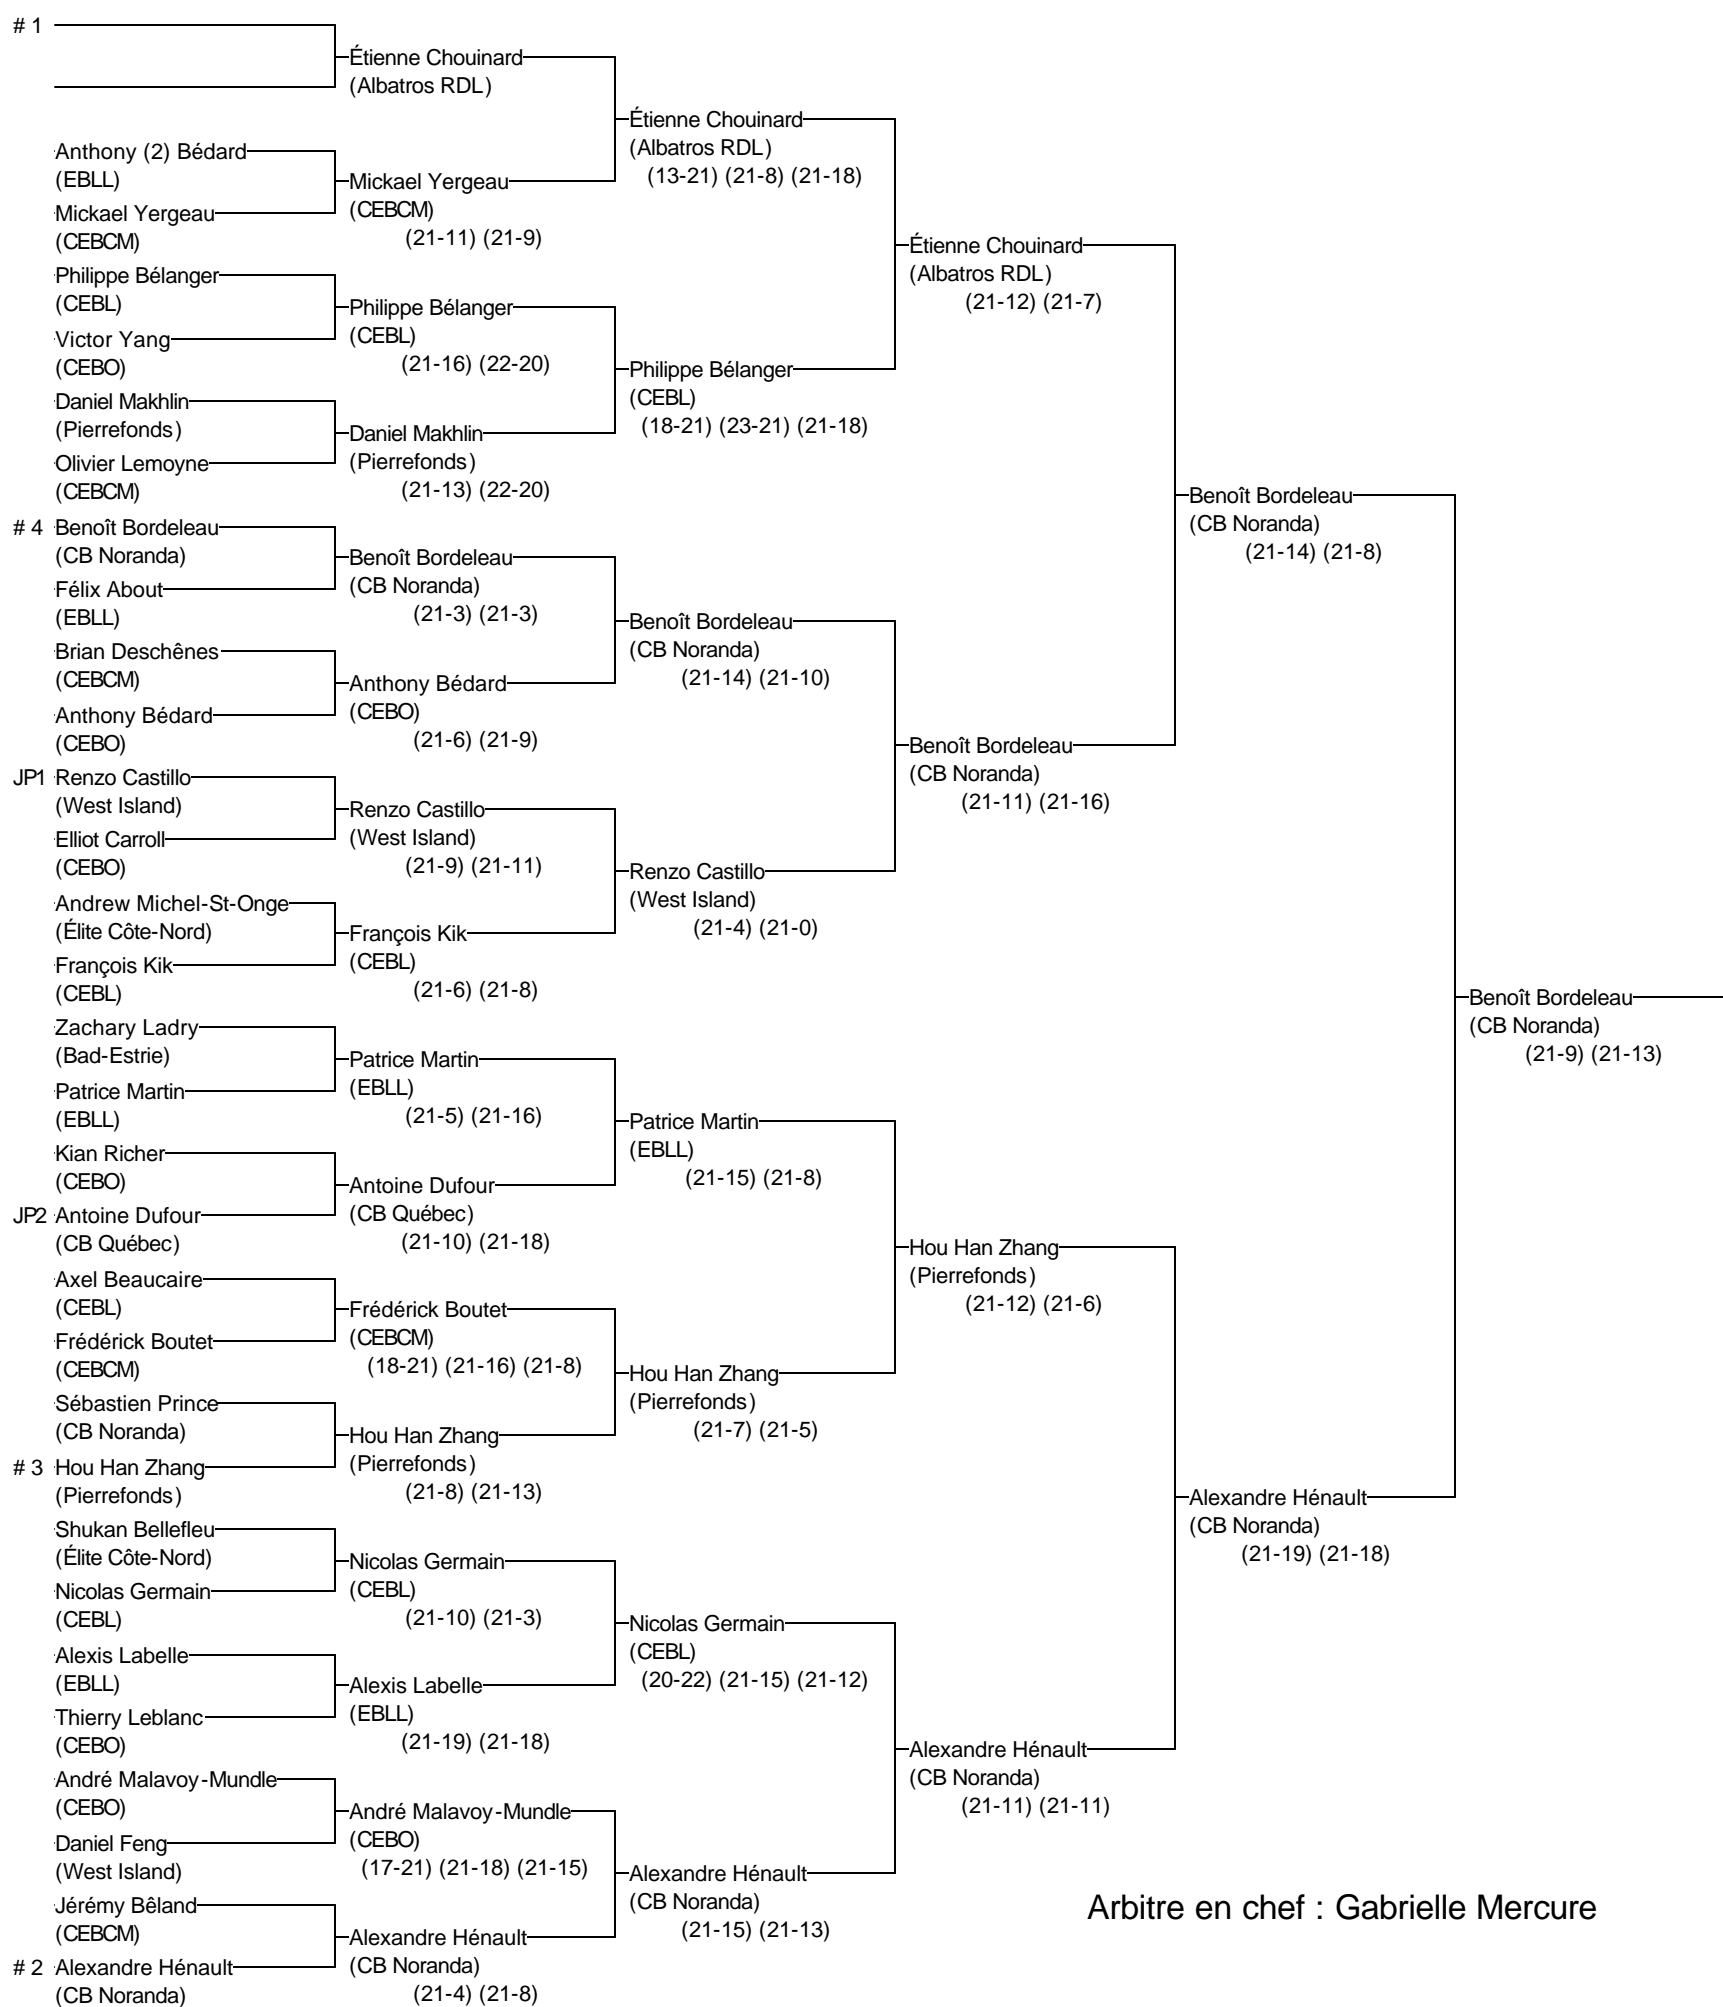 # 1
Étienne Chouinard
(Albatros RDL)
Étienne Chouinard
(Albatros RDL)
(13-21) (21-8) (21-18)
Anthony (2) Bédard
(EBLL)
Mickael Yergeau
(CEBCM)
(21-11) (21-9)
Mickael Yergeau
(CEBCM)
Étienne Chouinard
(Albatros RDL)
(21-12) (21-7)
Philippe Bélanger
(CEBL)
Philippe Bélanger
(CEBL)
(21-16) (22-20)
Victor Yang
(CEBO)
Philippe Bélanger
(CEBL)
(18-21) (23-21) (21-18)
Daniel Makhlin
(Pierrefonds)
Daniel Makhlin
(Pierrefonds)
(21-13) (22-20)
Olivier Lemoyne
(CEBCM)
Benoît Bordeleau
(CB Noranda)
(21-14) (21-8)
# 4 Benoît Bordeleau
(CB Noranda)
Benoît Bordeleau
(CB Noranda)
(21-3) (21-3)
Félix About
(EBLL)
Benoît Bordeleau
(CB Noranda)
(21-14) (21-10)
Brian Deschênes
(CEBCM)
Anthony Bédard
(CEBO)
(21-6) (21-9)
Anthony Bédard
(CEBO)
Benoît Bordeleau
(CB Noranda)
(21-11) (21-16)
JP1 Renzo Castillo
(West Island)
Renzo Castillo
(West Island)
(21-9) (21-11)
Elliot Carroll
(CEBO)
Renzo Castillo
(West Island)
(21-4) (21-0)
Andrew Michel-St-Onge
(Élite Côte-Nord)
François Kik
(CEBL)
(21-6) (21-8)
François Kik
(CEBL)
Benoît Bordeleau
(CB Noranda)
(21-9) (21-13)
Zachary Ladry
(Bad-Estrie)
Patrice Martin
(EBLL)
(21-5) (21-16)
Patrice Martin
(EBLL)
Patrice Martin
(EBLL)
(21-15) (21-8)
Kian Richer
(CEBO)
Antoine Dufour
(CB Québec)
(21-10) (21-18)
JP2 Antoine Dufour
(CB Québec)
Hou Han Zhang
(Pierrefonds)
(21-12) (21-6)
Axel Beaucaire
(CEBL)
Frédérick Boutet
(CEBCM)
(18-21) (21-16) (21-8)
Frédérick Boutet
(CEBCM)
Hou Han Zhang
(Pierrefonds)
(21-7) (21-5)
Sébastien Prince
(CB Noranda)
Hou Han Zhang
(Pierrefonds)
(21-8) (21-13)
# 3 Hou Han Zhang
(Pierrefonds)
Alexandre Hénault
(CB Noranda)
(21-19) (21-18)
Shukan Bellefleu
(Élite Côte-Nord)
Nicolas Germain
(CEBL)
(21-10) (21-3)
Nicolas Germain
(CEBL)
Nicolas Germain
(CEBL)
(20-22) (21-15) (21-12)
Alexis Labelle
(EBLL)
Alexis Labelle
(EBLL)
(21-19) (21-18)
Thierry Leblanc
(CEBO)
Alexandre Hénault
(CB Noranda)
(21-11) (21-11)
André Malavoy-Mundle
(CEBO)
André Malavoy-Mundle
(CEBO)
(17-21) (21-18) (21-15)
Daniel Feng
(West Island)
Alexandre Hénault
(CB Noranda)
(21-15) (21-13)
Jérémy Bêland
(CEBCM)
Alexandre Hénault
(CB Noranda)
(21-4) (21-8)
# 2 Alexandre Hénault
(CB Noranda)
Arbitre en chef : Gabrielle Mercure